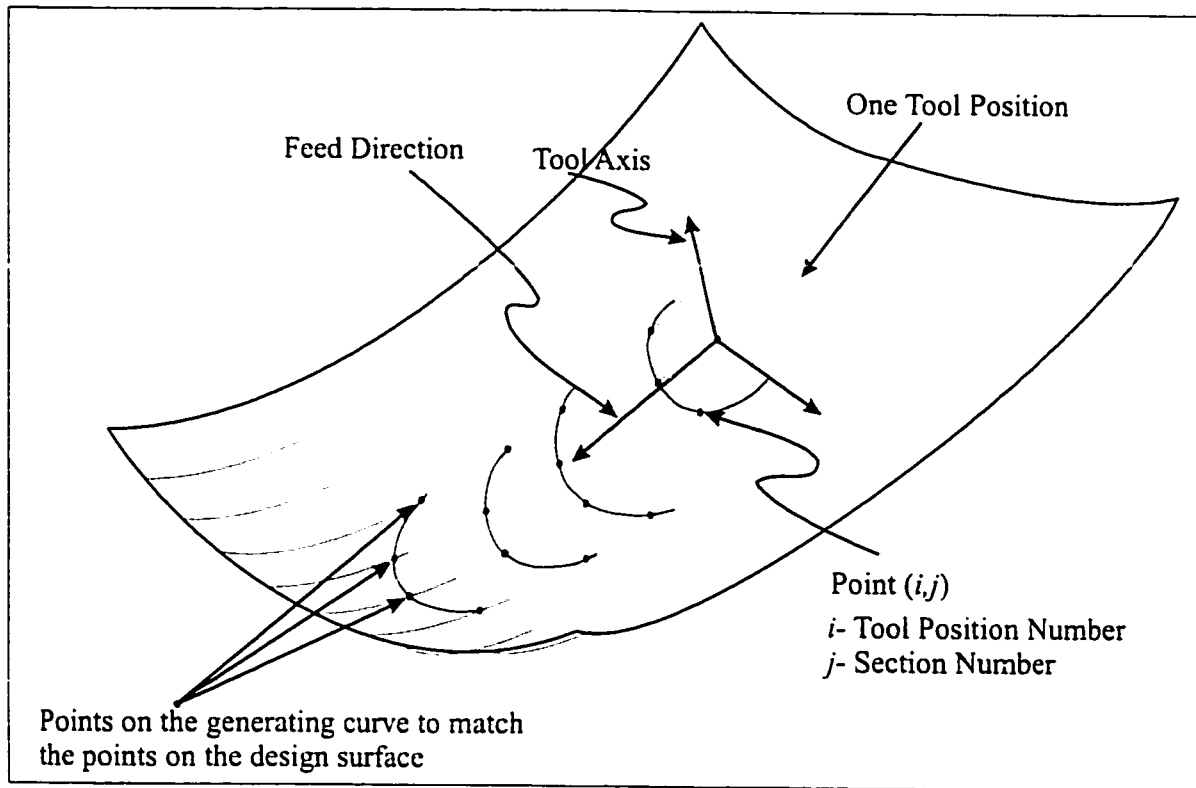 One Tool Position
Feed Direction
Tool Axis
Point (i,j)
i- Tool Position Number
j- Section Number
Points on the generating curve to match
the points on the design surface